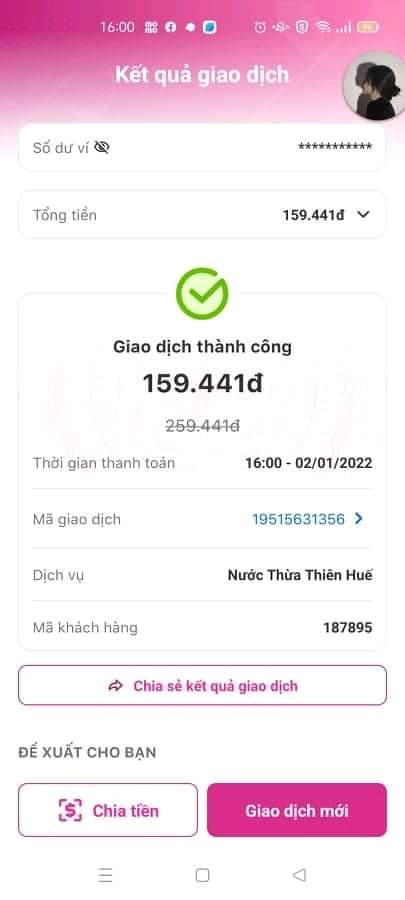 16:00
Kết quả giao dịch
Số dư ví ***********
Tổng tiền 159.441đ
Giao dịch thành công
159.441đ
259.441đ
Thời gian thanh toán 16:00 - 02/01/2022
Mã giao dịch 19515631356
Dịch vụ Nước Thừa Thiên Huế
Mã khách hàng 187895
Chia sẻ kết quả giao dịch
ĐỀ XUẤT CHO BẠN
Chia tiền Giao dịch mới